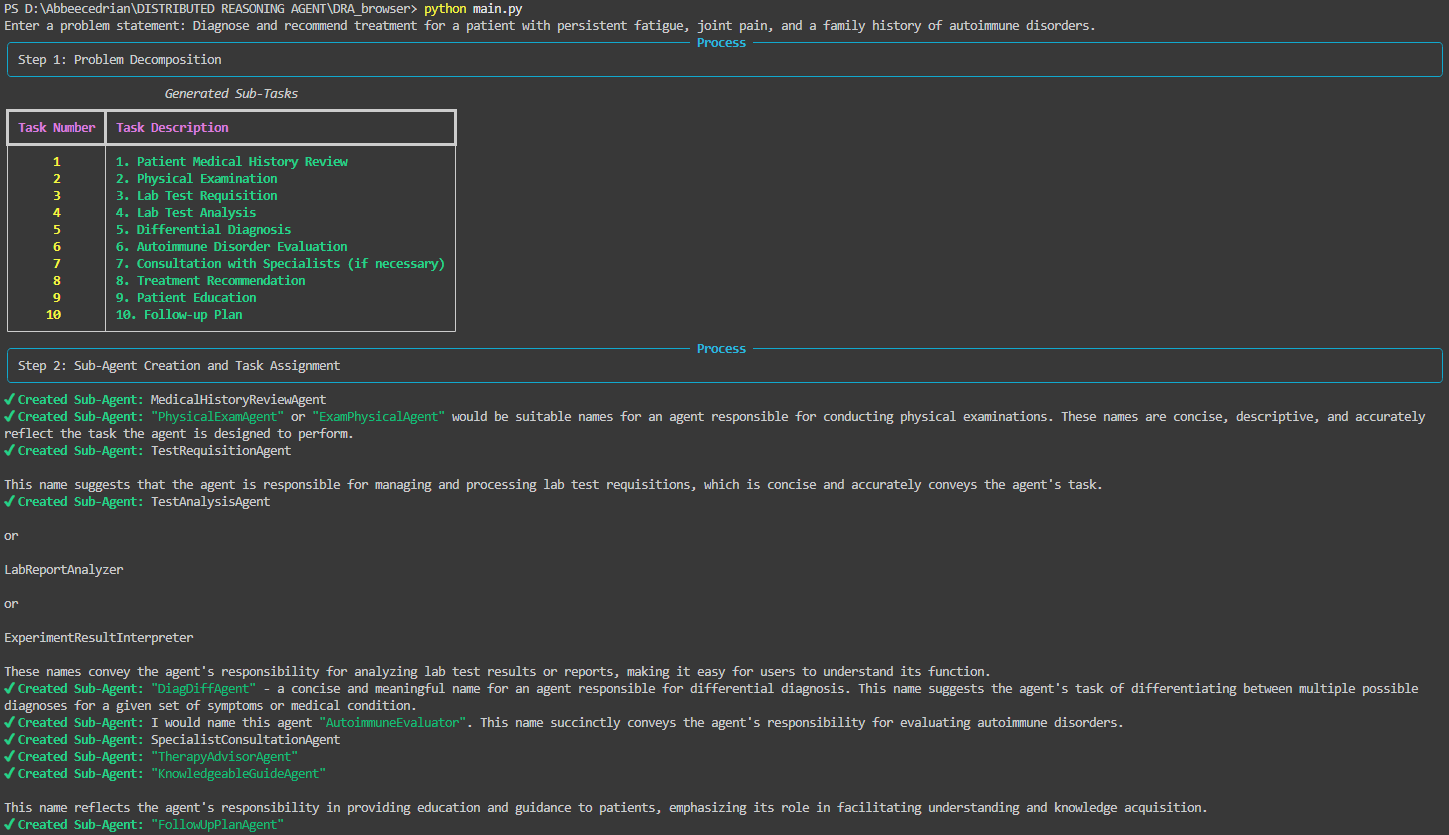 PS D:\Abbeecedrian\DISTRIBUTED REASONING AGENT\DRA_browser> python main.py
Enter a problem statement: Diagnose and recommend treatment for a patient with persistent fatigue, joint pain, and a family history of autoimmune disorders.
Process
Step 1: Problem Decomposition
Generated Sub-Tasks
Task Number Task Description
1 1. Patient Medical History Review
2 2. Physical Examination
3 3. Lab Test Requisition
4 4. Lab Test Analysis
5 5. Differential Diagnosis
6 6. Autoimmune Disorder Evaluation
7 7. Consultation with Specialists (if necessary)
8 8. Treatment Recommendation
9 9. Patient Education
10 10. Follow-up Plan
Process
Step 2: Sub-Agent Creation and Task Assignment
✔ Created Sub-Agent: MedicalHistoryReviewAgent
✔ Created Sub-Agent: "PhysicalExamAgent" or "ExamPhysicalAgent" would be suitable names for an agent responsible for conducting physical examinations. These names are concise, descriptive, and accurately
reflect the task the agent is designed to perform.
✔ Created Sub-Agent: TestRequisitionAgent
This name suggests that the agent is responsible for managing and processing lab test requisitions, which is concise and accurately conveys the agent's task.
✔ Created Sub-Agent: TestAnalysisAgent
or
LabReportAnalyzer
or
ExperimentResultInterpreter
These names convey the agent's responsibility for analyzing lab test results or reports, making it easy for users to understand its function.
✔ Created Sub-Agent: "DiagDiffAgent" - a concise and meaningful name for an agent responsible for differential diagnosis. This name suggests the agent's task of differentiating between multiple possible
diagnoses for a given set of symptoms or medical condition.
✔ Created Sub-Agent: I would name this agent "AutoimmuneEvaluator". This name succinctly conveys the agent's responsibility for evaluating autoimmune disorders.
✔ Created Sub-Agent: SpecialistConsultationAgent
✔ Created Sub-Agent: "TherapyAdvisorAgent"
✔ Created Sub-Agent: "KnowledgeableGuideAgent"
This name reflects the agent's responsibility in providing education and guidance to patients, emphasizing its role in facilitating understanding and knowledge acquisition.
✔ Created Sub-Agent: "FollowUpPlanAgent"